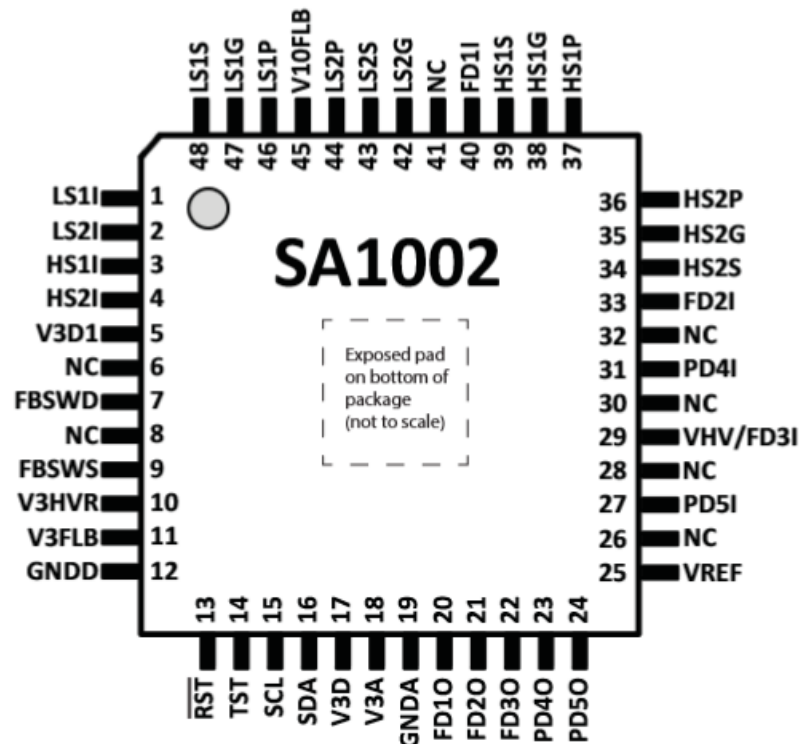 LS1S
LS1G
LS1P
V10FLB
LS2P
LS2S
LS2G
NC
FD1I
HS1S
HS1G
HS1P
48
47
46
45
44
43
42
41
40
39
38
37
LS1I 1
LS2I 2
HS1I 3
HS2I 4
V3D1 5
NC 6
FBSWD 7
NC 8
FBSWS 9
V3HVR 10
V3FLB 11
GNDD 12
SA1002
Exposed pad
on bottom of
package
(not to scale)
36 HS2P
35 HS2G
34 HS2S
33 FD2I
32 NC
31 PD4I
30 NC
29 VHV/FD3I
28 NC
27 PD5I
26 NC
25 VREF
13
14
15
16
17
18
19
20
21
22
23
24
RST
TST
SCL
SDA
V3D
V3A
GNDA
FD1O
FD2O
FD3O
PD4O
PD5O